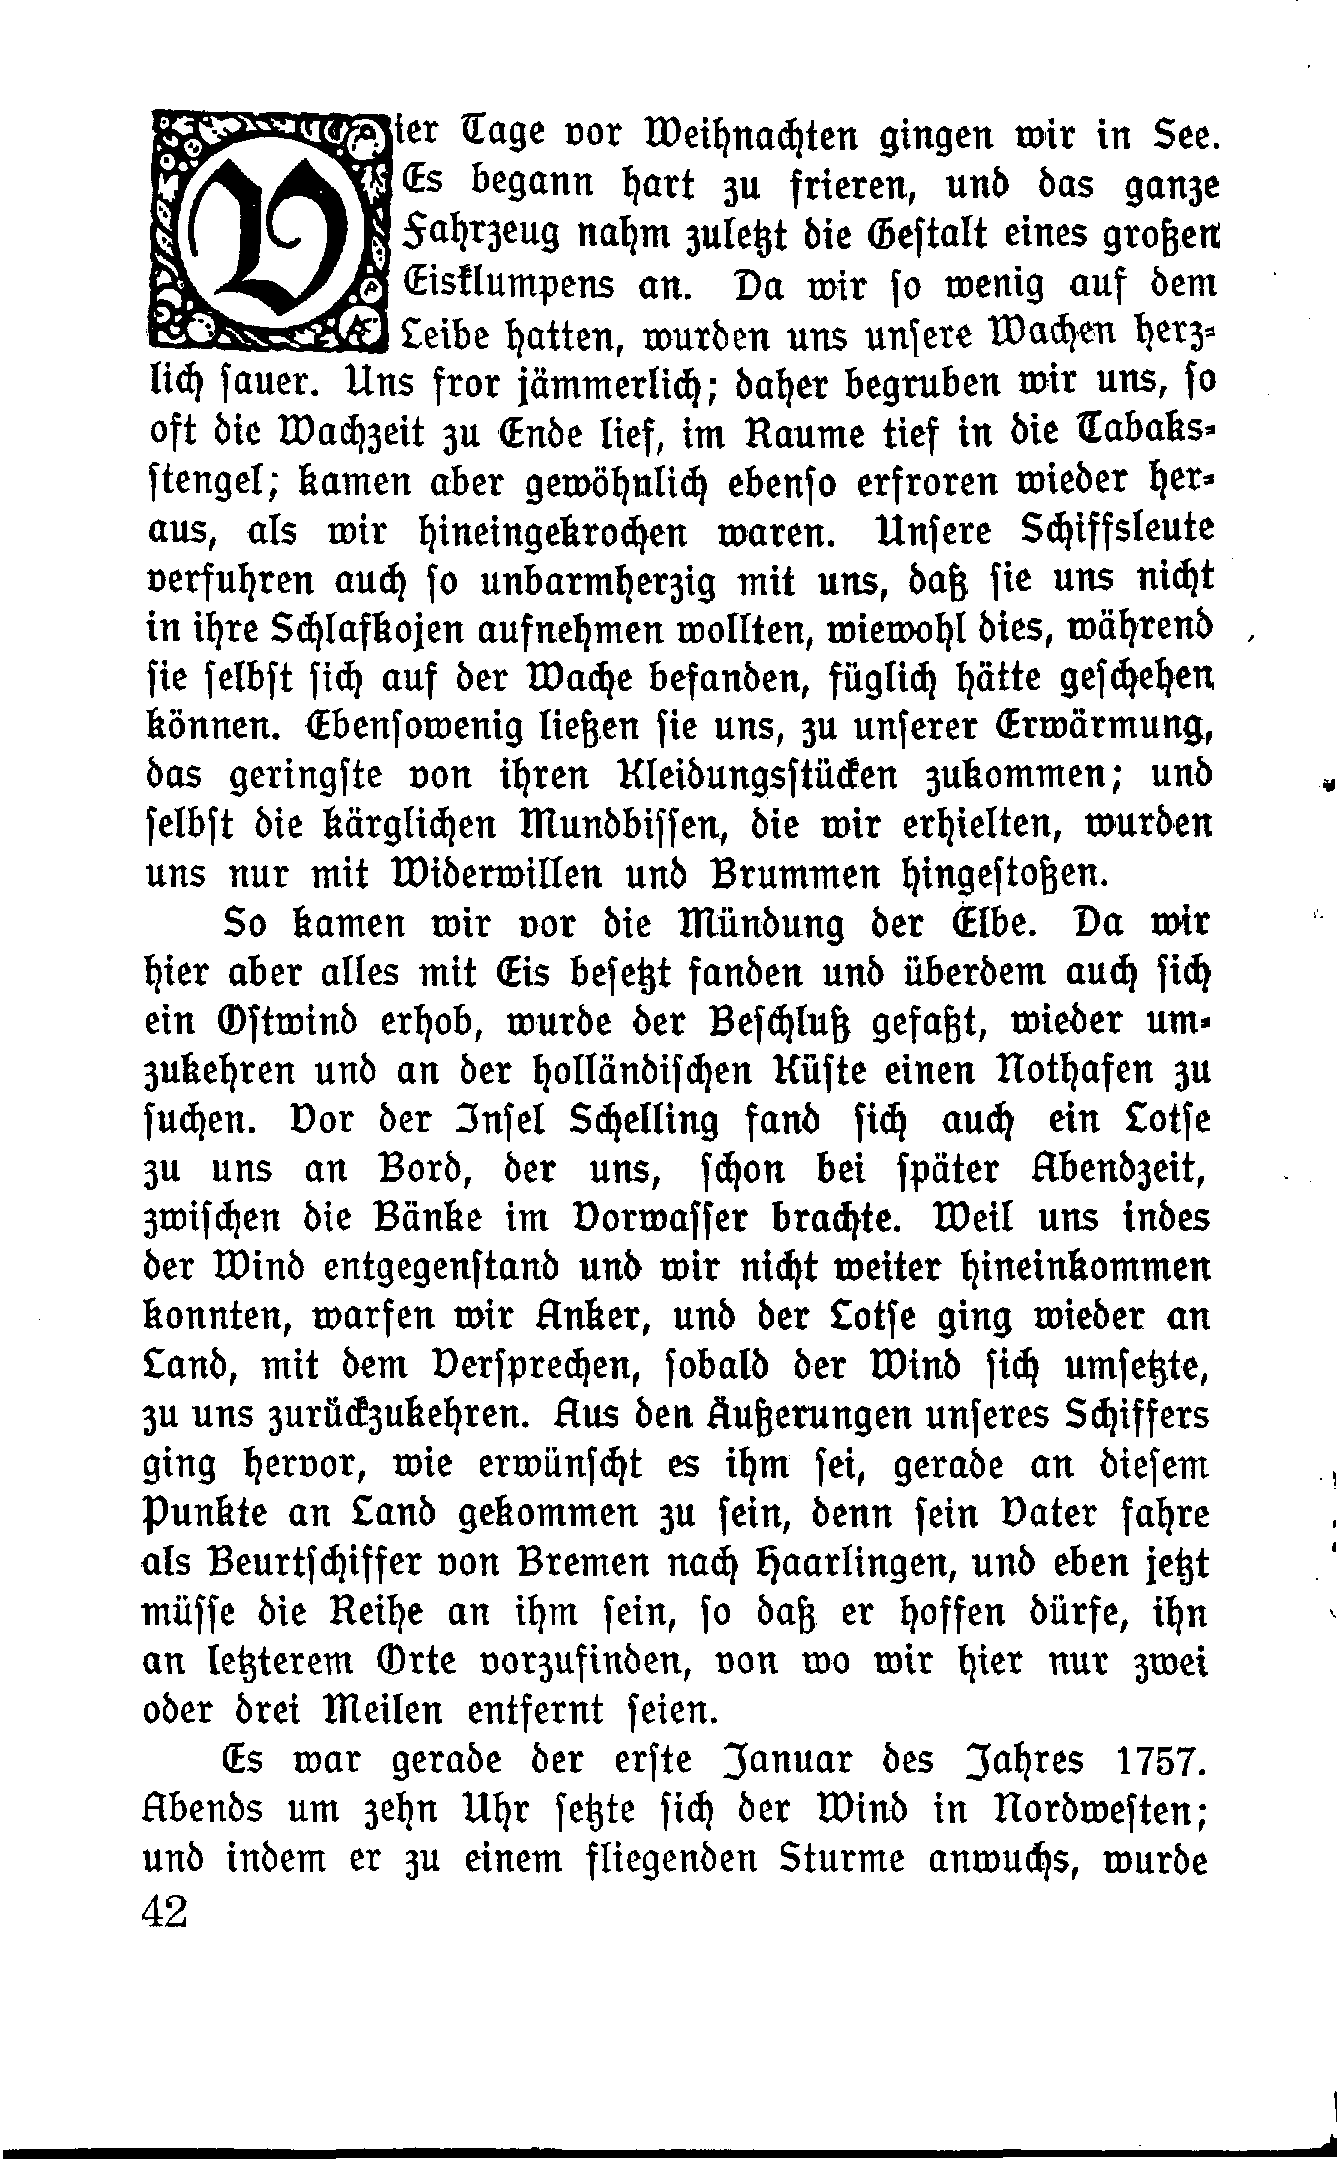 Vier Tage vor Weihnachten gingen wir in See.
Es begann hart zu frieren, und das ganze
Fahrzeug nahm zuletzt die Gestalt eines großen
Eisklumpens an. Da wir ſo wenig auf dem
Leibe hatten, wurden uns unſere Wachen herz-
lich ſauer. Uns fror jämmerlich; daher begruben wir uns, ſo
oft die Wachzeit zu Ende lief, im Raume tief in die Tabaks-
ſtengel; kamen aber gewöhnlich ebenſo erfroren wieder her-
aus, als wir hineingekrochen waren. Unſere Schiffsleute
verfuhren auch ſo unbarmherzig mit uns, daß ſie uns nicht
in ihre Schlafkojen aufnehmen wollten, wiewohl dies, während
ſie ſelbſt ſich auf der Wache befanden, füglich hätte geſchehen
können. Ebenſowenig ließen ſie uns, zu unſerer Erwärmung,
das geringſte von ihren Kleidungsſtücken zukommen; und
ſelbſt die kärglichen Mundbiſſen, die wir erhielten, wurden
uns nur mit Widerwillen und Brummen hingeſtoßen.
So kamen wir vor die Mündung der Elbe. Da wir
hier aber alles mit Eis beſetzt fanden und überdem auch ſich
ein Oſtwind erhob, wurde der Beſchluß gefaßt, wieder um-
zukehren und an der holländiſchen Küſte einen Nothafen zu
ſuchen. Vor der Inſel Schelling fand ſich auch ein Lotſe
zu uns an Bord, der uns, ſchon bei ſpäter Abendzeit,
zwiſchen die Bänke im Vorwaſſer brachte. Weil uns indes
der Wind entgegenſtand und wir nicht weiter hineinkommen
konnten, warfen wir Anker, und der Lotſe ging wieder an
Land, mit dem Verſprechen, ſobald der Wind ſich umſetzte,
zu uns zurückzukehren. Aus den Äußerungen unſeres Schiffers
ging hervor, wie erwünſcht es ihm ſei, gerade an dieſem
Punkte an Land gekommen zu ſein, denn ſein Vater fahre
als Beurtſchiffer von Bremen nach Haarlingen, und eben jetzt
müſſe die Reihe an ihm ſein, ſo daß er hoffen dürfe, ihn
an letzterem Orte vorzufinden, von wo wir hier nur zwei
oder drei Meilen entfernt ſeien.
Es war gerade der erſte Januar des Jahres 1757.
Abends um zehn Uhr ſetzte ſich der Wind in Nordweſten;
und indem er zu einem fliegenden Sturme anwuchs, wurde
42